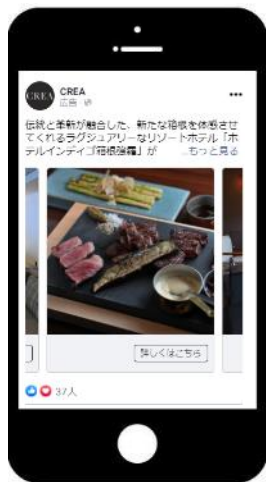 CREA
CREA
広告
伝統と革新が融合した、新たな箱根を体感させ
てくれるラグジュアリーなリゾートホテル「ホ
テルインディゴ箱根強羅」が ...もっと見る
詳しくはこちら
37人